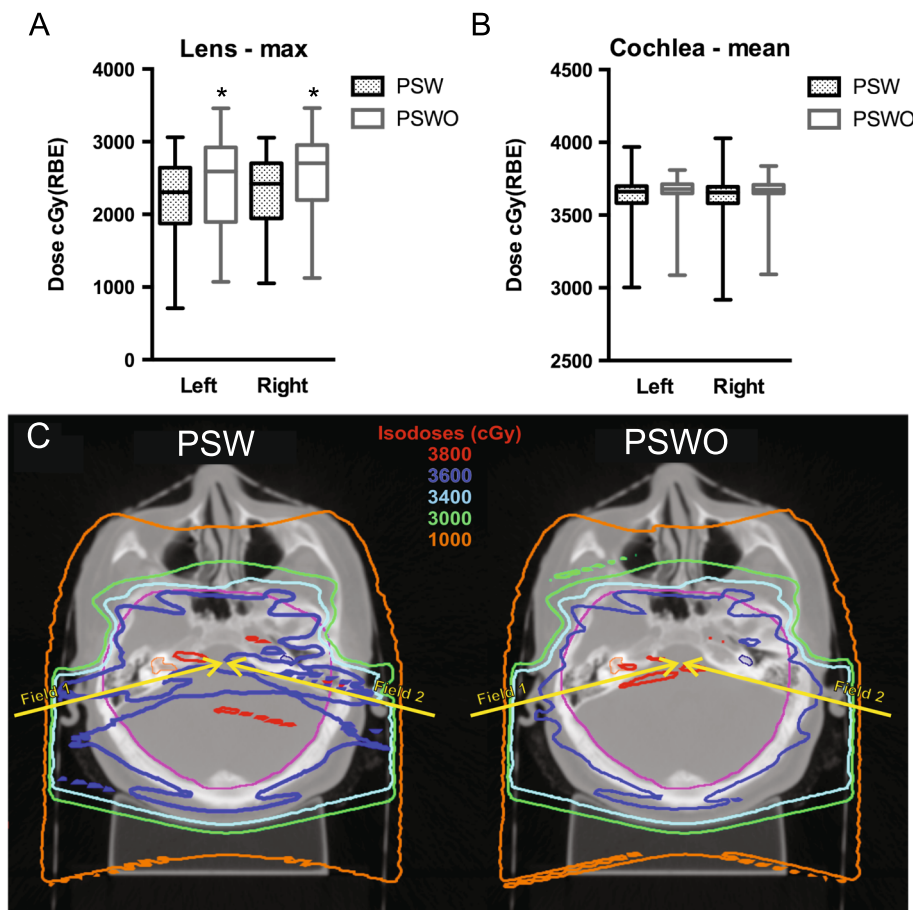 A
Lens - max
4000
3000
2000
1000
0
Dose cGy(RBE)
*
*
Left
Right
PSW
PSWO
B
Cochlea - mean
4500
4000
3500
3000
2500
Dose cGy(RBE)
Left
Right
PSW
PSWO
C
PSW
Isodoses (cGy)
3800
3600
3400
3000
1000
PSWO
Field 1
Field 2
Field 1
Field 2